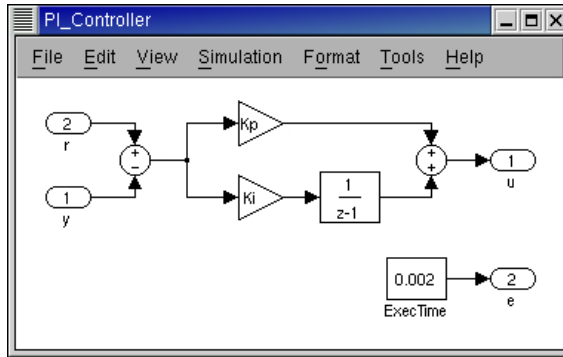 PI_Controller
File Edit View Simulation Format Tools Help
2
r
+
−
1
y
Kp
Ki
1
z-1
+
+
1
u
0.002
ExecTime
2
e